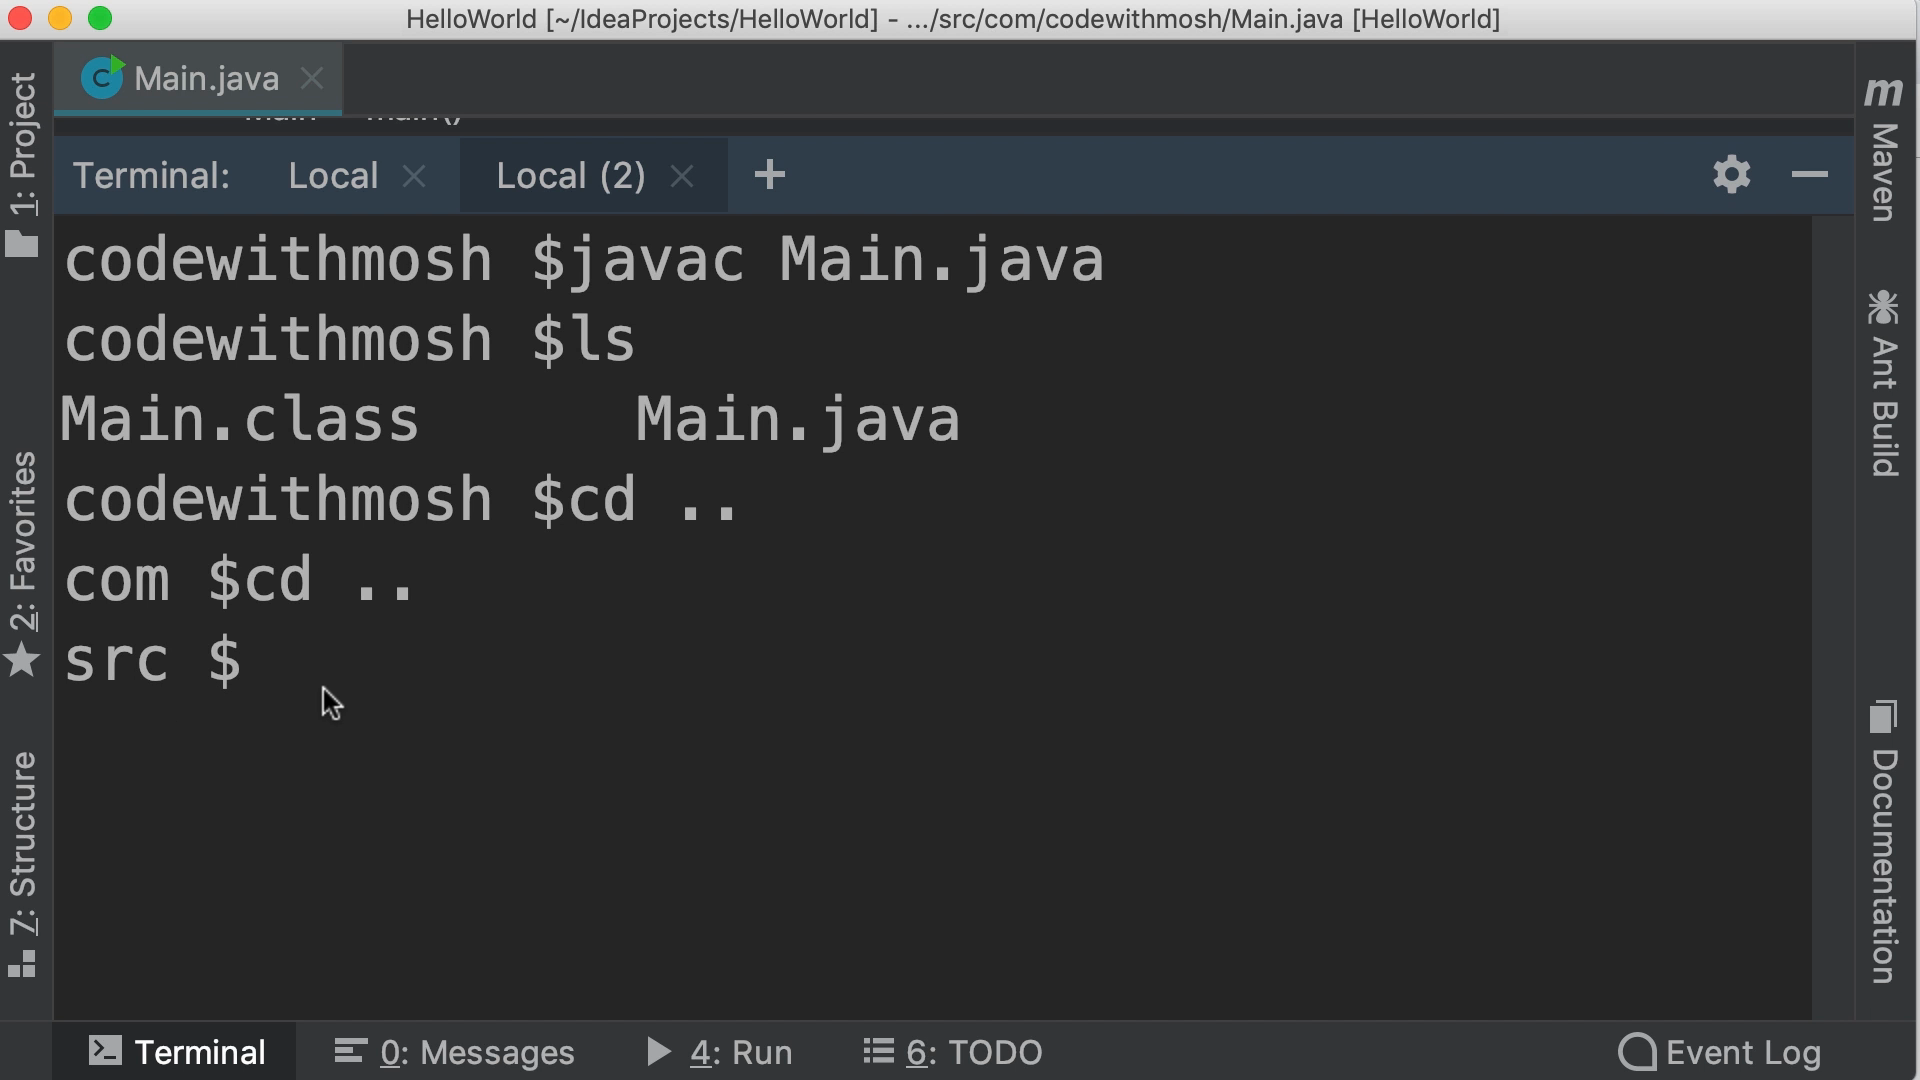 HelloWorld [~/IdeaProjects/HelloWorld] - .../src/com/codewithmosh/Main.java [HelloWorld]
Main.java
Terminal: Local Local (2)
codewithmosh $javac Main.java
codewithmosh $ls
Main.class Main.java
codewithmosh $cd ..
com $cd ..
src $
1: Project
2: Favorites
7: Structure
m Maven
Ant Build
Documentation
Terminal 0: Messages 4: Run 6: TODO Event Log